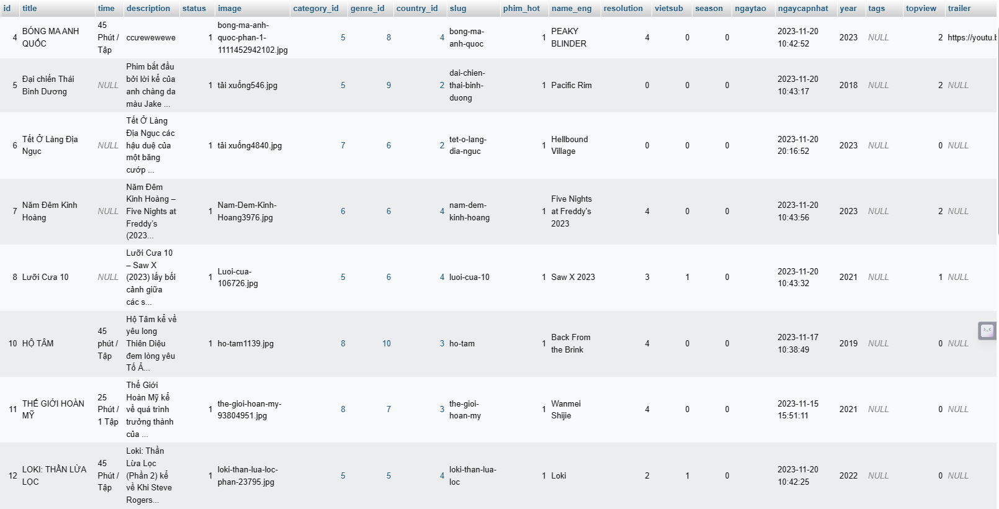 id title time description status image category_id genre_id country_id slug phim_hot name_eng resolution vietsub season ngaytao ngaycapnhat year tags topview trailer
4 BÓNG MA ANH QUỐC 45 Phút / Tập ccưewewewe 1 bong-ma-anh-quoc-phan-1-1111452942102.jpg 5 8 4 bong-ma-anh-quoc 1 PEAKY BLINDER 4 0 0 2023-11-20 10:42:52 2023 NULL 2 https://youtu.b
5 Đại chiến Thái Bình Dương NULL Phim bắt đầu bởi lời kể của anh chàng da màu Jake ... 1 tải xuống546.jpg 5 9 2 dai-chien-thai-binh-duong 1 Pacific Rim 0 0 0 2023-11-20 10:43:17 2018 NULL 2 NULL
6 Tết Ở Làng Địa Ngục NULL Tết Ở Làng Địa Ngục các hậu duệ của một băng cướp ... 1 tải xuống4840.jpg 7 6 2 tet-o-lang-dia-nguc 1 Hellbound Village 0 0 0 2023-11-20 20:16:52 2023 NULL 0 NULL
7 Năm Đêm Kinh Hoàng NULL Năm Đêm Kinh Hoàng – Five Nights at Freddy's (2023... 1 Nam-Dem-Kinh-Hoang3976.jpg 6 6 4 nam-dem-kinh-hoang 1 Five Nights at Freddy's 2023 4 0 0 2023-11-20 10:43:56 2023 NULL 2 NULL
8 Lưỡi Cưa 10 NULL Lưỡi Cưa 10 – Saw X (2023) lấy bối cảnh giữa các s... 1 Luoi-cua-106726.jpg 5 6 4 luoi-cua-10 1 Saw X 2023 3 1 0 2023-11-20 10:43:32 2021 NULL 1 NULL
10 HỘ TÂM 45 phút / Tập Hộ Tâm kể về yêu long Thiên Diệu đem lòng yêu Tố Ả... 1 ho-tam1139.jpg 8 10 3 ho-tam 1 Back From the Brink 4 0 0 2023-11-17 10:38:49 2019 NULL 0 NULL
11 THẾ GIỚI HOÀN MỸ 25 Phút / 1 Tập Thế Giới Hoàn Mỹ kể về quá trình trưởng thành của ... 1 the-gioi-hoan-my-93804951.jpg 8 7 3 the-gioi-hoan-my 1 Wanmei Shijie 4 0 0 2023-11-15 15:51:11 2021 NULL 0 NULL
12 LOKI: THẦN LỪA LỌC 45 Phút / Tập Loki: Thần Lừa Lọc (Phần 2) kể về Khi Steve Rogers... 1 loki-than-lua-loc-phan-23795.jpg 5 5 4 loki-than-lua-loc 1 Loki 2 1 0 2023-11-20 10:42:25 2022 NULL 0 NULL